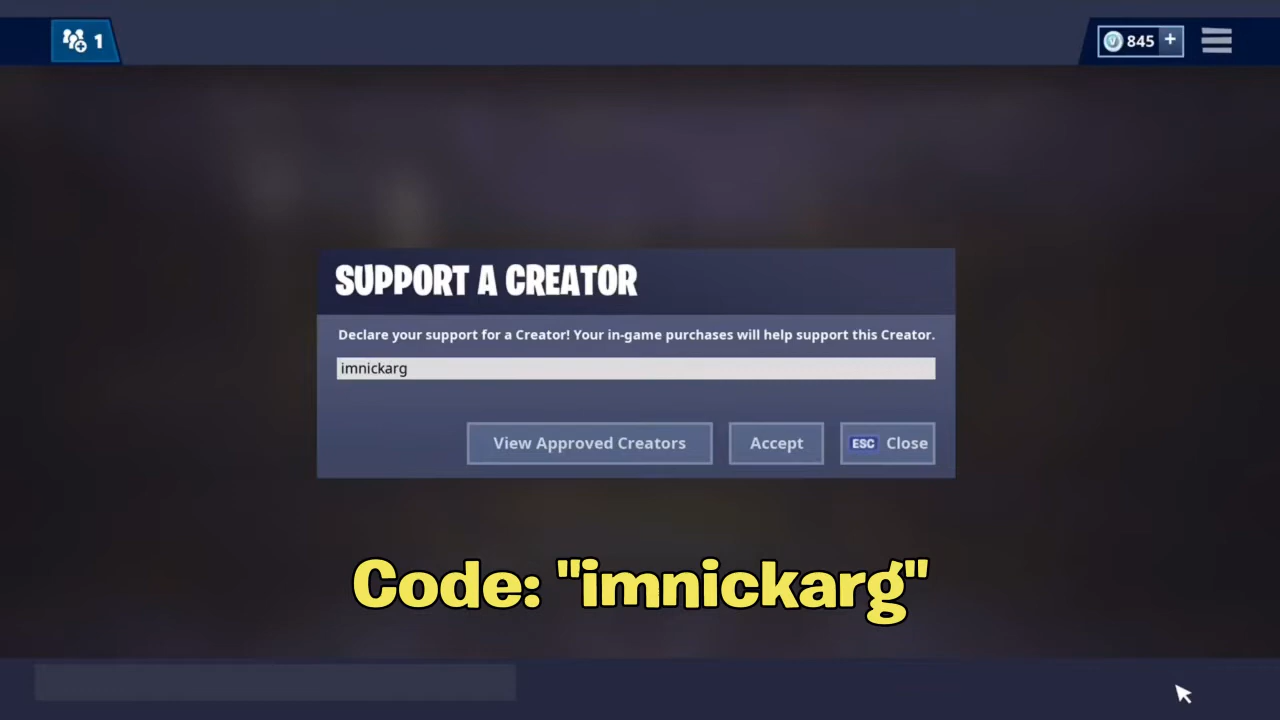 1
845 +
SUPPORT A CREATOR
Declare your support for a Creator! Your in-game purchases will help support this Creator.
imnickarg
View Approved Creators
Accept
ESC Close
Code: "imnickarg"